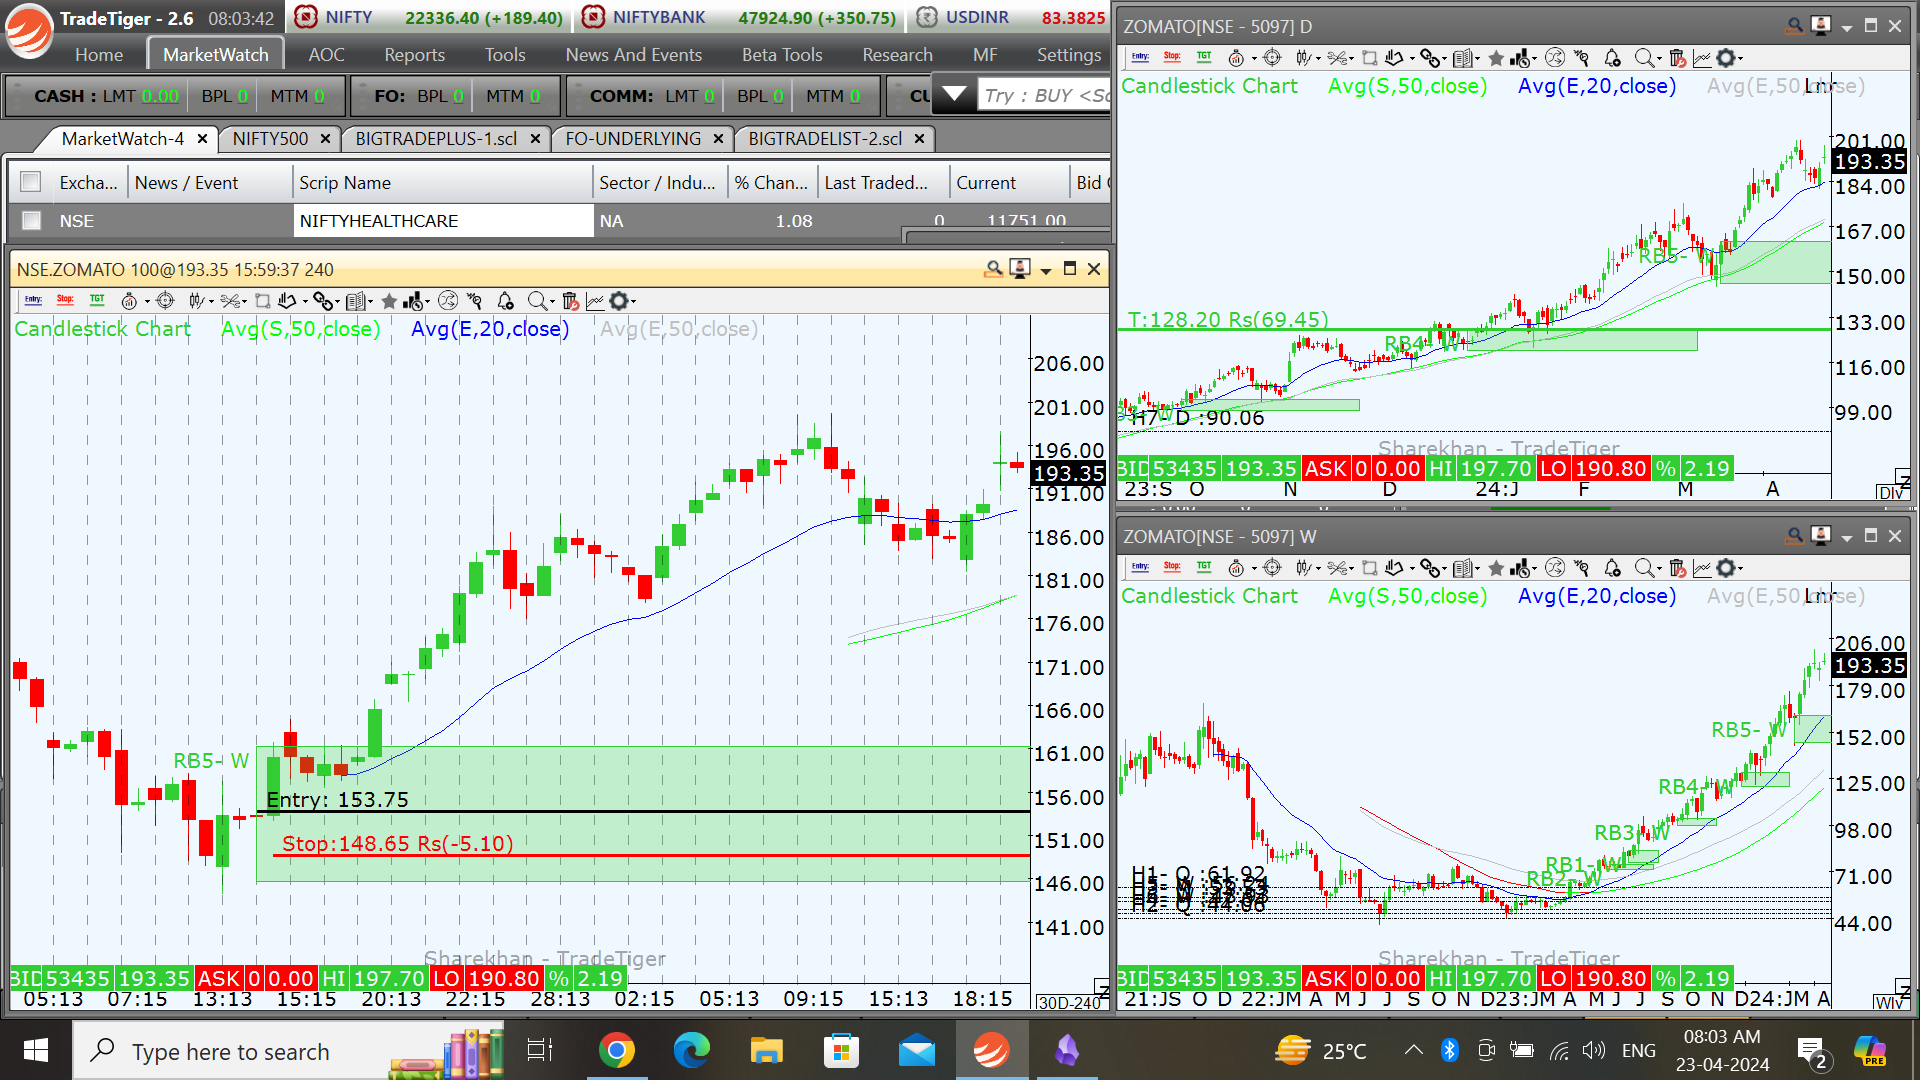 TradeTiger - 2.6 08:03:42 NIFTY 22336.40 (+189.40) NIFTYBANK 47924.90 (+350.75) USDINR 83.3825
Home MarketWatch AOC Reports Tools News And Events Beta Tools Research MF Settings
CASH : LMT 0.00 BPL 0 MTM 0 FO: BPL 0 MTM 0 COMM: LMT 0 BPL 0 MTM 0 CU Try : BUY <Sc
MarketWatch-4 NIFTY500 BIGTRADEPLUS-1.scl FO-UNDERLYING BIGTRADELIST-2.scl
Excha... News / Event Scrip Name Sector / Indu... % Chan... Last Traded... Current Bid
NSE NIFTYHEALTHCARE NA 1.08 0 11751.00
NSE.ZOMATO 100@193.35 15:59:37 240
Entry: Stop: TGT
Candlestick Chart Avg(S,50,close) Avg(E,20,close) Avg(E,50,close)
206.00
201.00
196.00
193.35
191.00
186.00
181.00
176.00
171.00
166.00
161.00
156.00
151.00
146.00
141.00
RB5- W
Entry: 153.75
Stop:148.65 Rs(-5.10)
Sharekhan - TradeTiger
BID 53435 193.35 ASK 0 0.00 HI 197.70 LO 190.80 % 2.19
05:13 07:15 13:13 15:15 20:13 22:15 28:13 02:15 05:13 09:15 15:13 18:15 30D-240
ZOMATO[NSE - 5097] D
Entry: Stop: TGT
Candlestick Chart Avg(S,50,close) Avg(E,20,close) Avg(E,50,close)
201.00
193.35
184.00
167.00
150.00
133.00
116.00
99.00
RB5- W
T:128.20 Rs(69.45)
RB4- W
H7- D :90.06
Sharekhan - TradeTiger
BID 53435 193.35 ASK 0 0.00 HI 197.70 LO 190.80 % 2.19
23:S O N D 24:J F M A DIv
ZOMATO[NSE - 5097] W
Entry: Stop: TGT
Candlestick Chart Avg(S,50,close) Avg(E,20,close) Avg(E,50,close)
206.00
193.35
179.00
152.00
125.00
98.00
71.00
44.00
RB5- W
RB4- W
RB3- W
RB1- W
RB2- W
H1- Q :61.92
H2- Q :44.06
Sharekhan - TradeTiger
BID 53435 193.35 ASK 0 0.00 HI 197.70 LO 190.80 % 2.19
21:JS O D 22:JM A M J J S O N D23:JM A M J J S O N D24:JM A WIv
Type here to search 25°C ENG 08:03 AM 23-04-2024 2 PRE